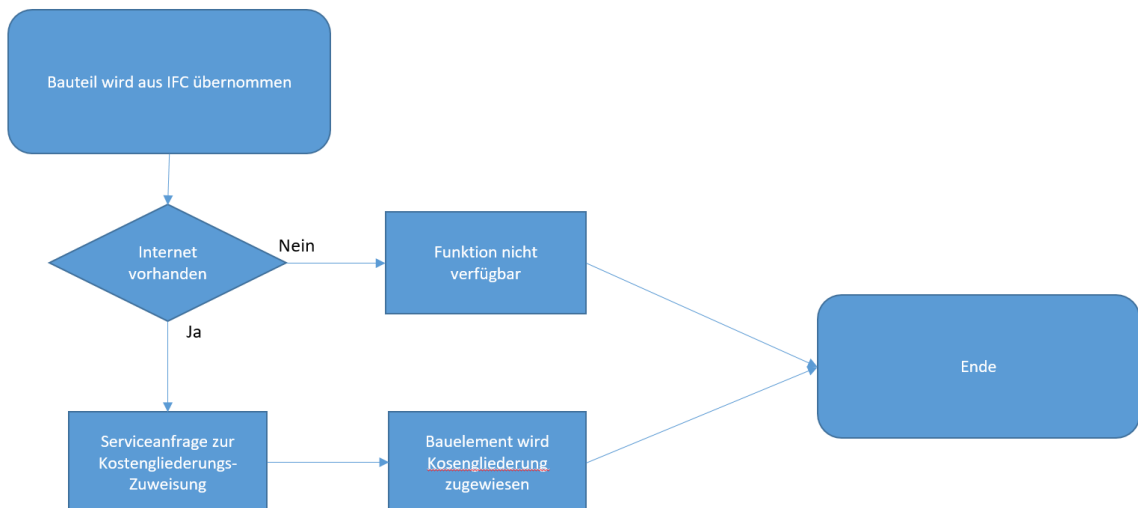 Bauteil wird aus IFC übernommen
Internet
vorhanden
Nein
Funktion nicht
verfügbar
Ja
Ende
Serviceanfrage zur
Kostengliederungs-
Zuweisung
Bauelement wird
Kosengliederung
zugewiesen